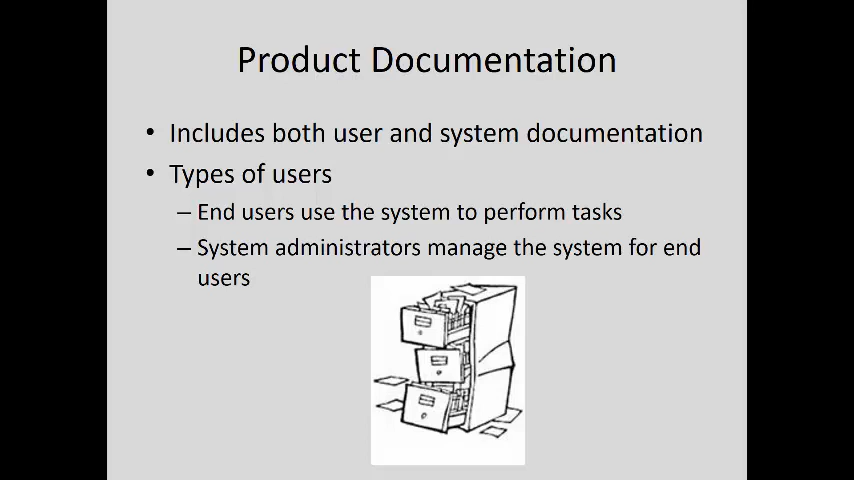 Product Documentation
• Includes both user and system documentation
• Types of users
– End users use the system to perform tasks
– System administrators manage the system for end
users